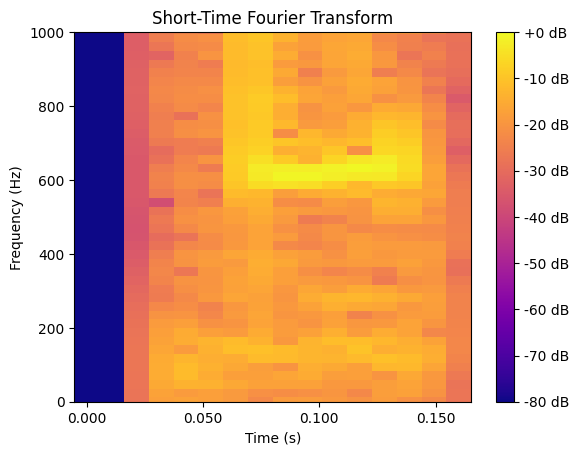 Short-Time Fourier Transform
1000
800
600
400
200
0
Frequency (Hz)
0.000
0.050
0.100
0.150
Time (s)
+0 dB
-10 dB
-20 dB
-30 dB
-40 dB
-50 dB
-60 dB
-70 dB
-80 dB